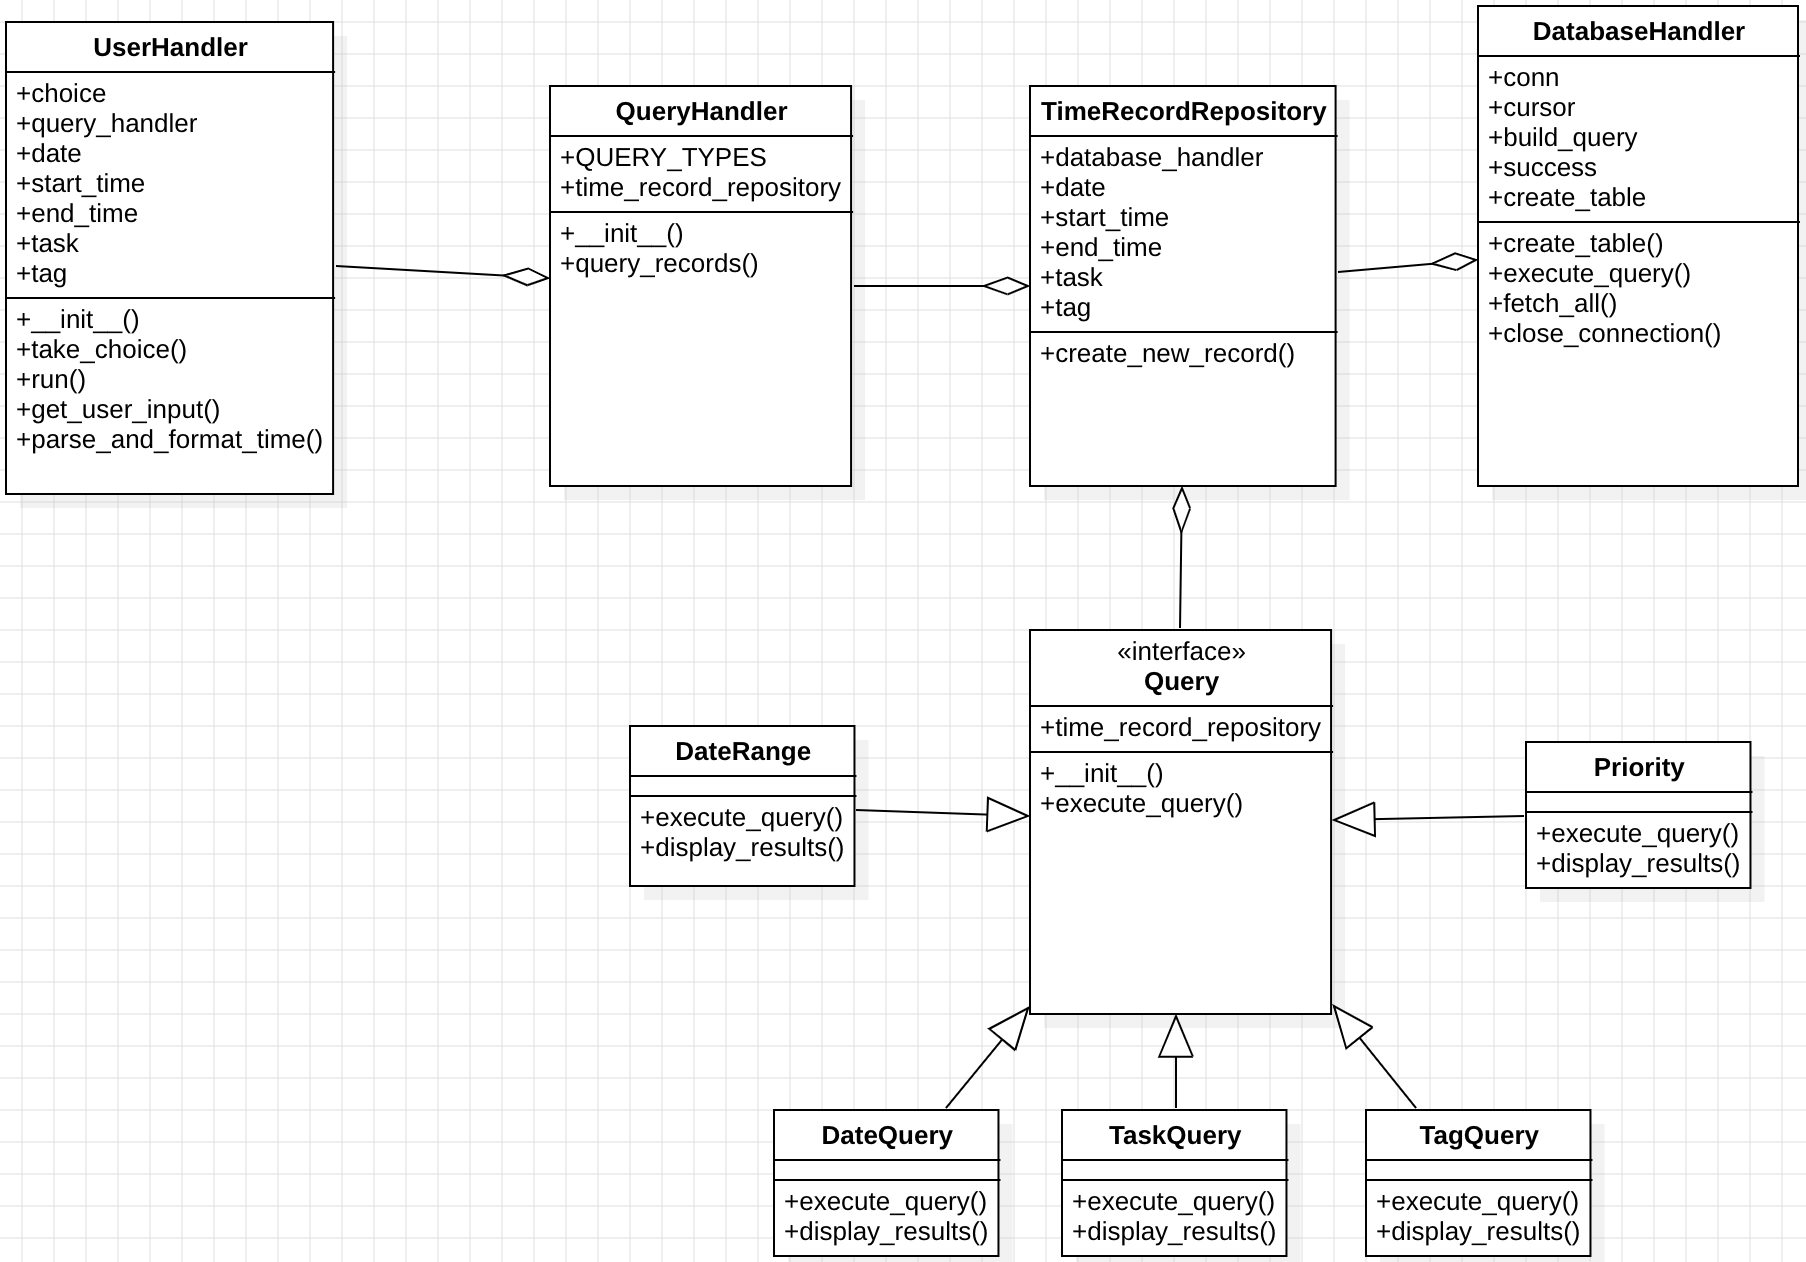 UserHandler
+choice
+query_handler
+date
+start_time
+end_time
+task
+tag
+__init__()
+take_choice()
+run()
+get_user_input()
+parse_and_format_time()
QueryHandler
+QUERY_TYPES
+time_record_repository
+__init__()
+query_records()
TimeRecordRepository
+database_handler
+date
+start_time
+end_time
+task
+tag
+create_new_record()
DatabaseHandler
+conn
+cursor
+build_query
+success
+create_table
+create_table()
+execute_query()
+fetch_all()
+close_connection()
«interface»
Query
+time_record_repository
+__init__()
+execute_query()
DateRange
+execute_query()
+display_results()
Priority
+execute_query()
+display_results()
DateQuery
+execute_query()
+display_results()
TaskQuery
+execute_query()
+display_results()
TagQuery
+execute_query()
+display_results()